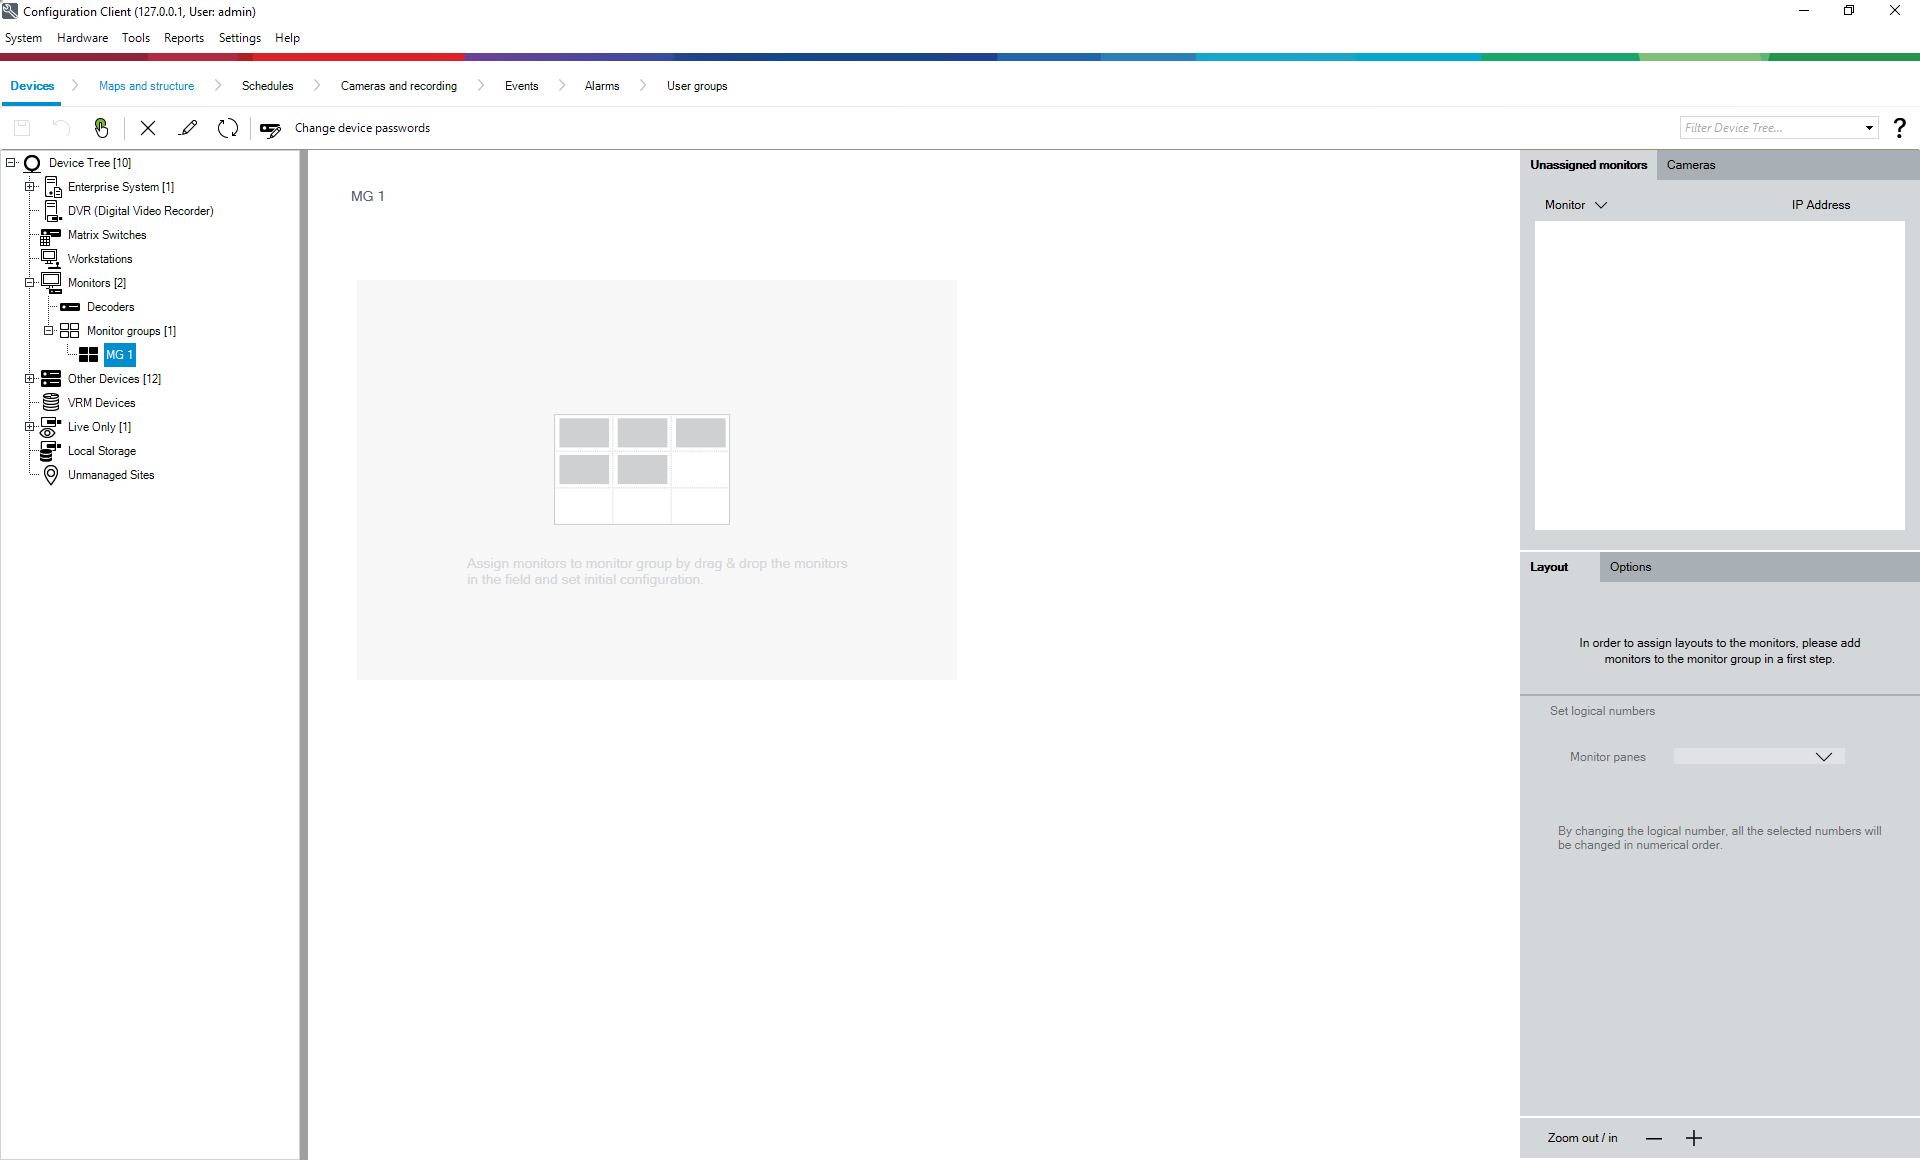 Configuration Client (127.0.0.1, User: admin)
System Hardware Tools Reports Settings Help
Devices Maps and structure Schedules Cameras and recording Events Alarms User groups
Change device passwords
Filter Device Tree...
?
Device Tree [10]
Enterprise System [1]
DVR (Digital Video Recorder)
Matrix Switches
Workstations
Monitors [2]
Decoders
Monitor groups [1]
MG 1
Other Devices [12]
VRM Devices
Live Only [1]
Local Storage
Unmanaged Sites
MG 1
Assign monitors to monitor group by drag & drop the monitors
in the field and set initial configuration.
Unassigned monitors Cameras
Monitor IP Address
Layout Options
In order to assign layouts to the monitors, please add
monitors to the monitor group in a first step.
Set logical numbers
Monitor panes
By changing the logical number, all the selected numbers will
be changed in numerical order.
Zoom out / in